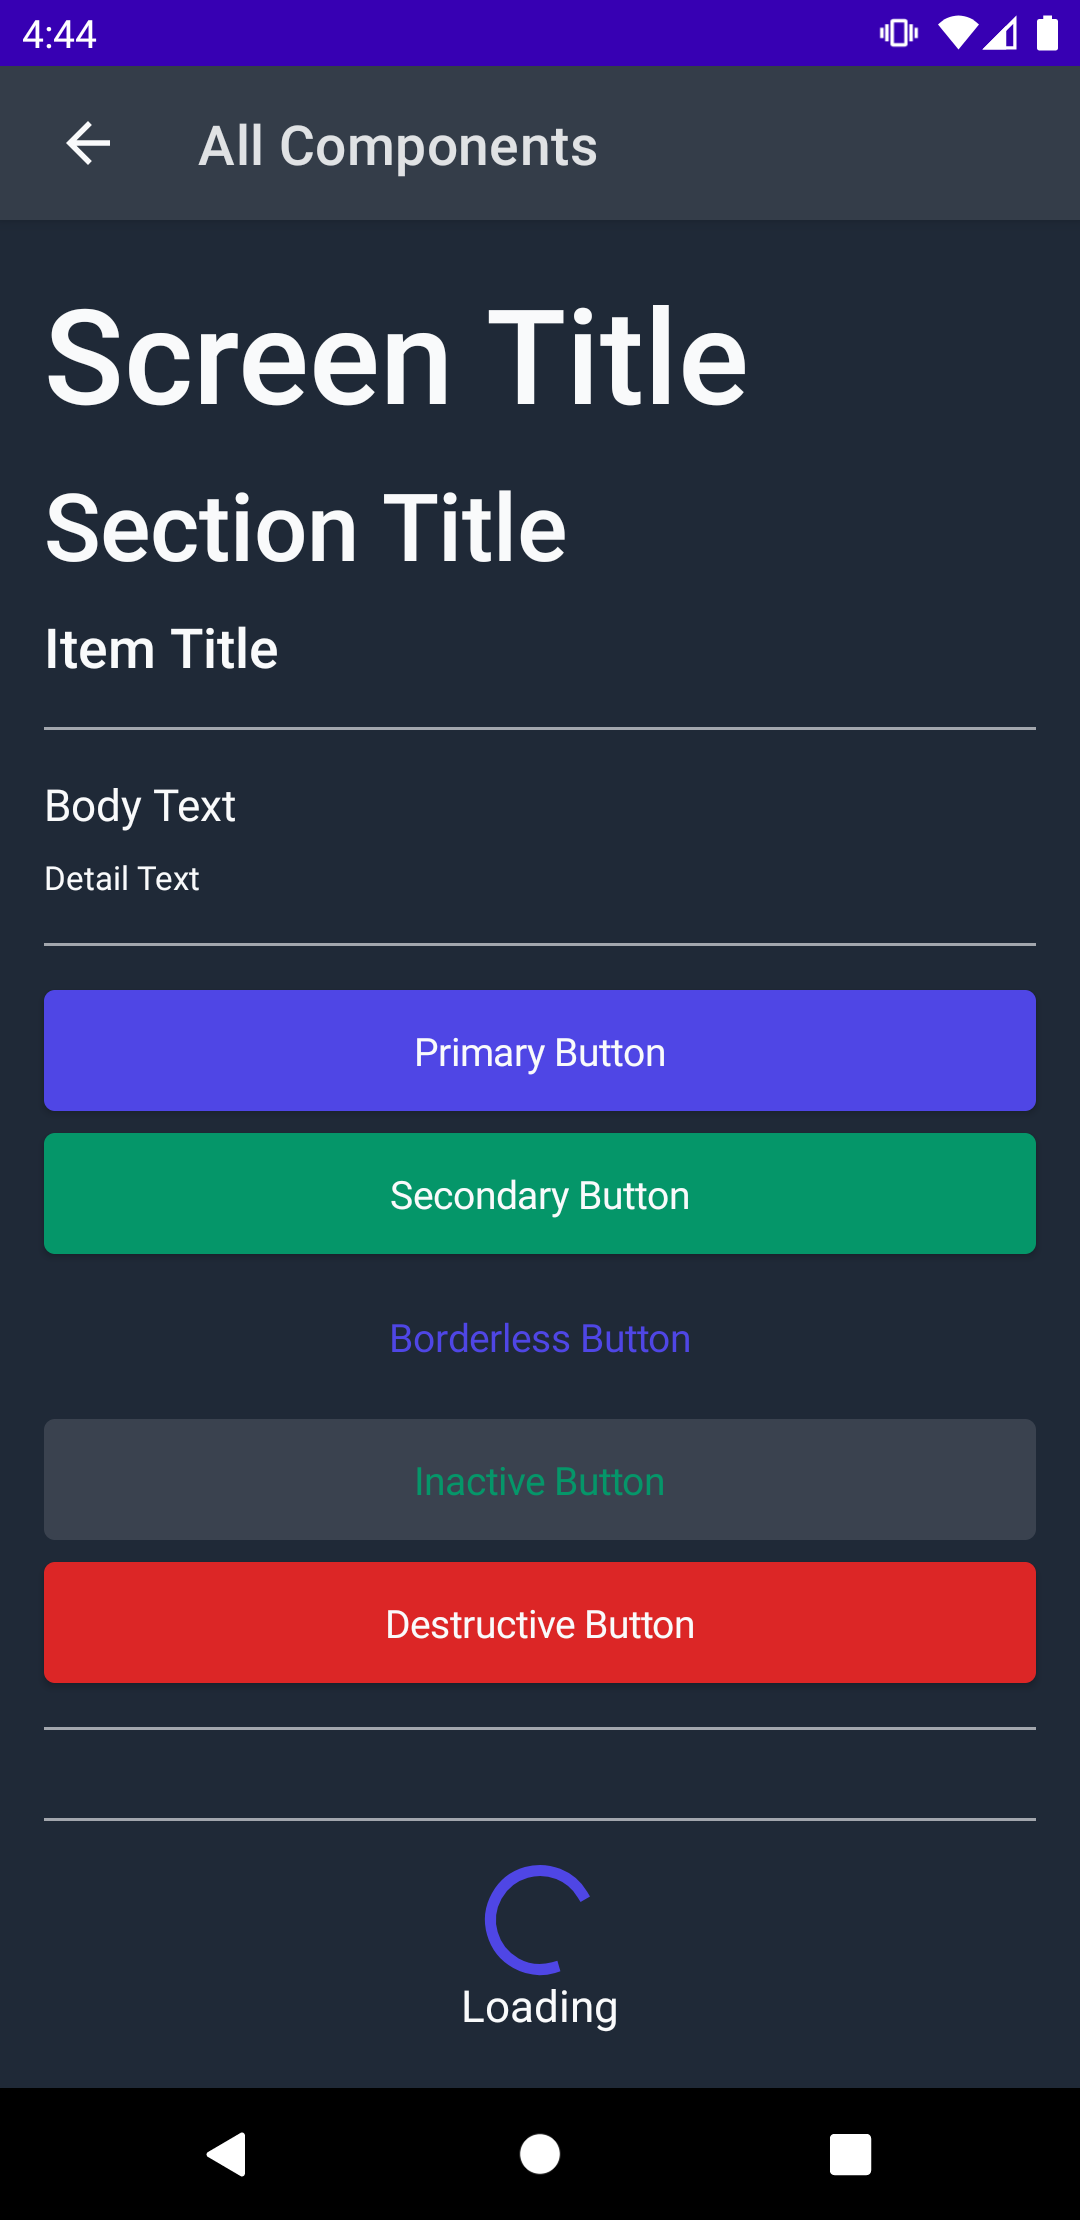 4:44
All Components
Screen Title
Section Title
Item Title
Body Text
Detail Text
Primary Button
Secondary Button
Borderless Button
Inactive Button
Destructive Button
Loading